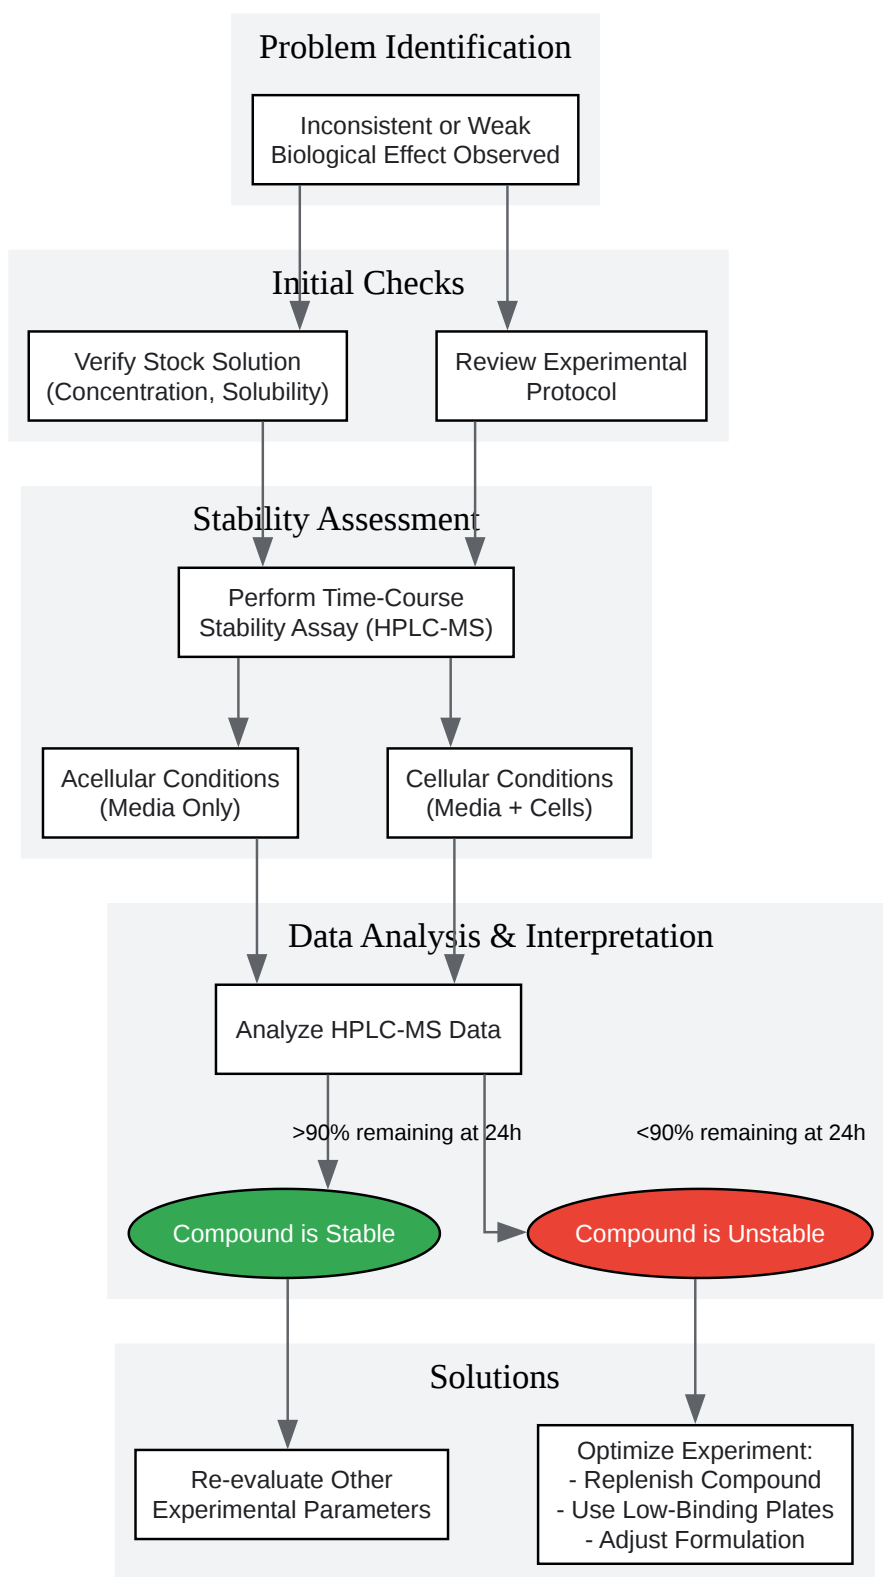 Problem Identification
Inconsistent or Weak
Biological Effect Observed
Initial Checks
Verify Stock Solution
(Concentration, Solubility)
Review Experimental
Protocol
Stability Assessment
Perform Time-Course
Stability Assay (HPLC-MS)
Acellular Conditions
(Media Only)
Cellular Conditions
(Media + Cells)
Data Analysis & Interpretation
Analyze HPLC-MS Data
>90% remaining at 24h
<90% remaining at 24h
Compound is Stable
Compound is Unstable
Solutions
Re-evaluate Other
Experimental Parameters
Optimize Experiment:
- Replenish Compound
- Use Low-Binding Plates
- Adjust Formulation